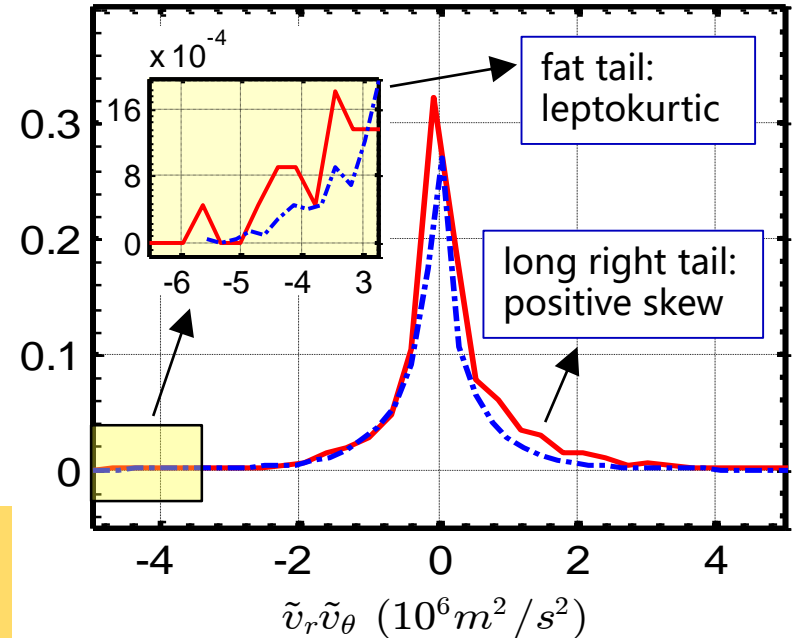 x 10^-4
16
8
0
-6 -5 -4 3
fat tail:
leptokurtic
long right tail:
positive skew
0.3
0.2
0.1
0
-4 -2 0 2 4
ṽ_r ṽ_θ (10^6 m^2/s^2)